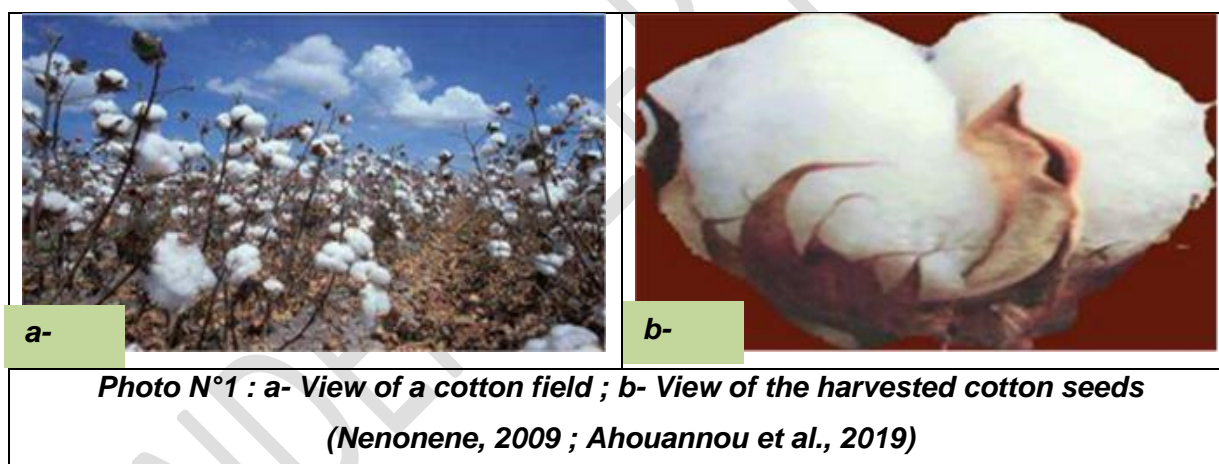 a-
b-
Photo N°1 : a- View of a cotton field ; b- View of the harvested cotton seeds
(Nenonene, 2009 ; Ahouannou et al., 2019)